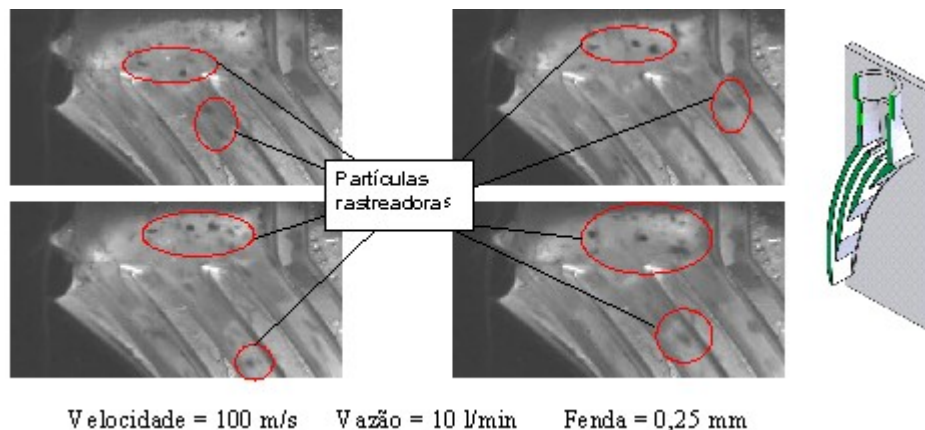 Partículas
rastreadoras
Velocidade = 100 m/s Vazão = 10 l/min Fenda = 0,25 mm